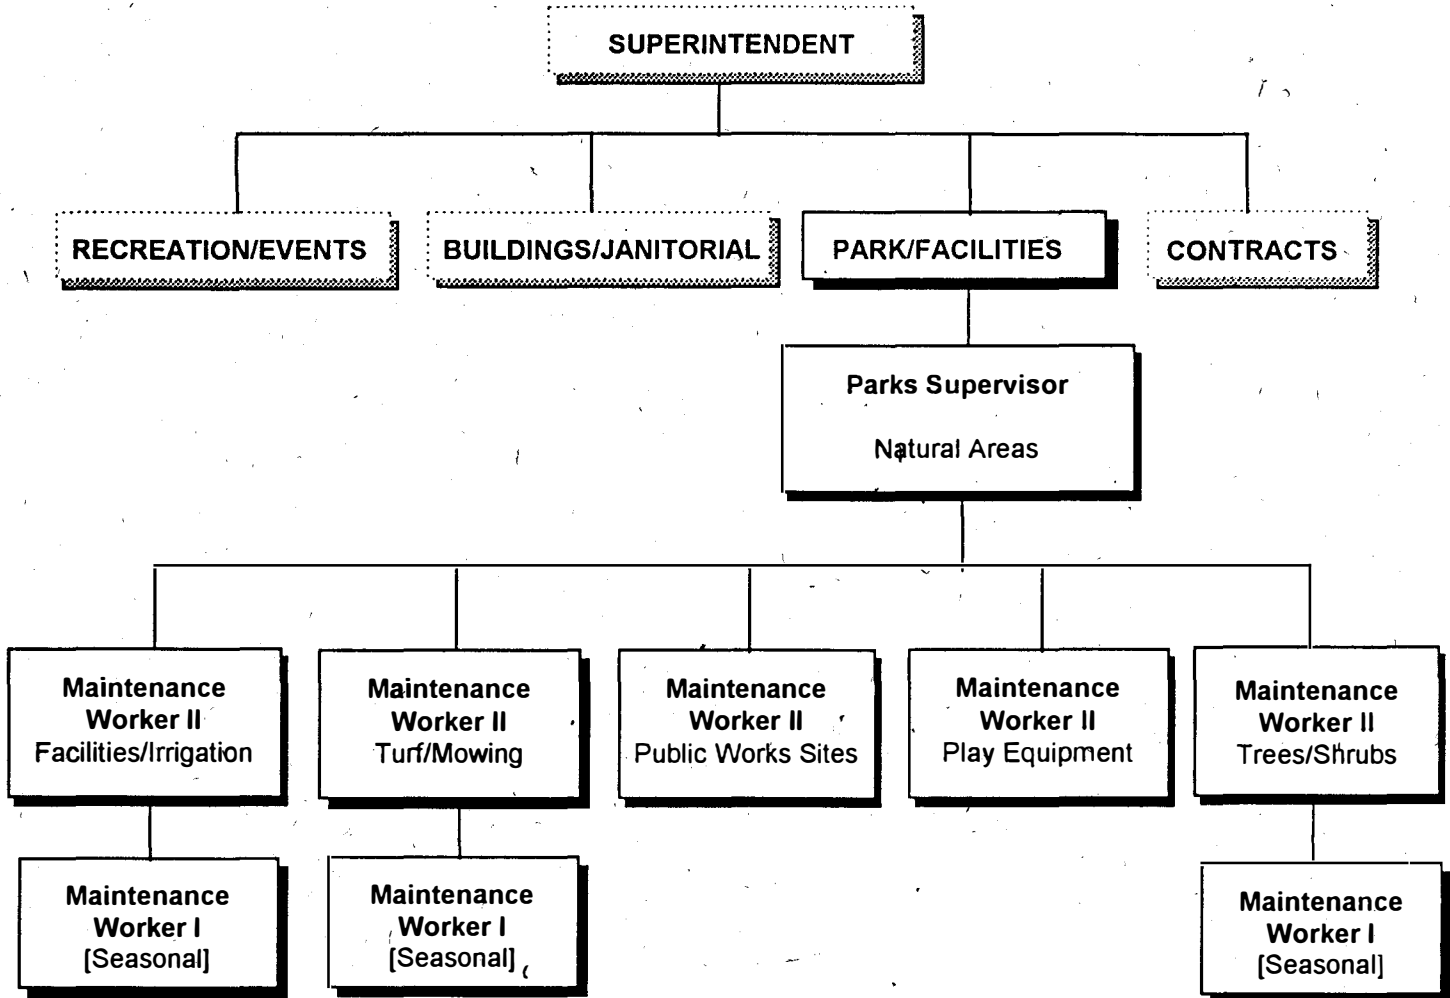 SUPERINTENDENT
RECREATION/EVENTS
BUILDINGS/JANITORIAL
PARK/FACILITIES
CONTRACTS
Parks Supervisor
Natural Areas
Maintenance
Worker II
Facilities/Irrigation
Maintenance
Worker II
Turf/Mowing
Maintenance
Worker II
Public Works Sites
Maintenance
Worker II
Play Equipment
Maintenance
Worker II
Trees/Shrubs
Maintenance
Worker I
[Seasonal]
Maintenance
Worker I
[Seasonal]
Maintenance
Worker I
[Seasonal]